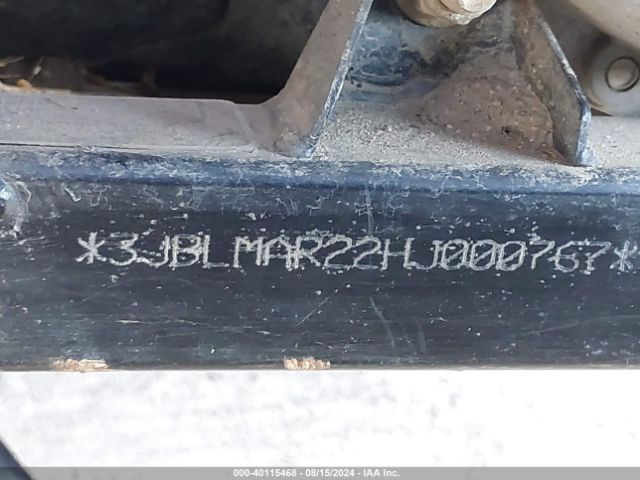 *3JBLMAR22HJ000767*
000-40115468 - 08/15/2024 - IAA Inc.